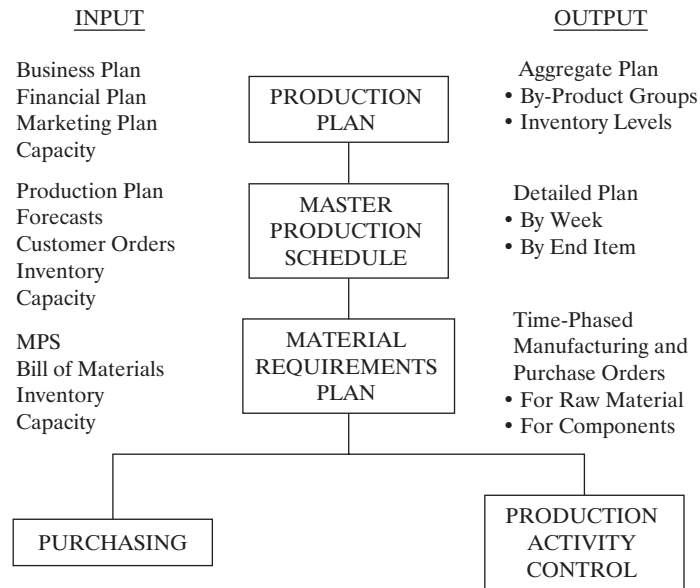 INPUT
OUTPUT
Business Plan
Financial Plan
Marketing Plan
Capacity
PRODUCTION
PLAN
Aggregate Plan
• By-Product Groups
• Inventory Levels
Production Plan
Forecasts
Customer Orders
Inventory
Capacity
MASTER
PRODUCTION
SCHEDULE
Detailed Plan
• By Week
• By End Item
MPS
Bill of Materials
Inventory
Capacity
MATERIAL
REQUIREMENTS
PLAN
Time-Phased
Manufacturing and
Purchase Orders
• For Raw Material
• For Components
PURCHASING
PRODUCTION
ACTIVITY
CONTROL